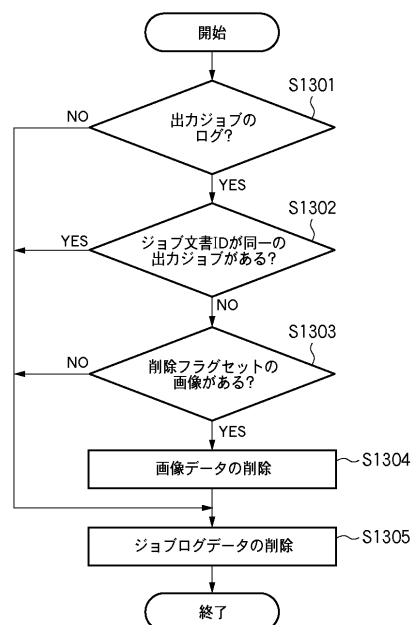 開始
S1301
出力ジョブの
ログ?
NO
YES
S1302
ジョブ文書IDが同一の
出力ジョブがある?
YES
NO
S1303
削除フラグセットの
画像がある?
NO
YES
画像データの削除
S1304
ジョブログデータの削除
S1305
終了